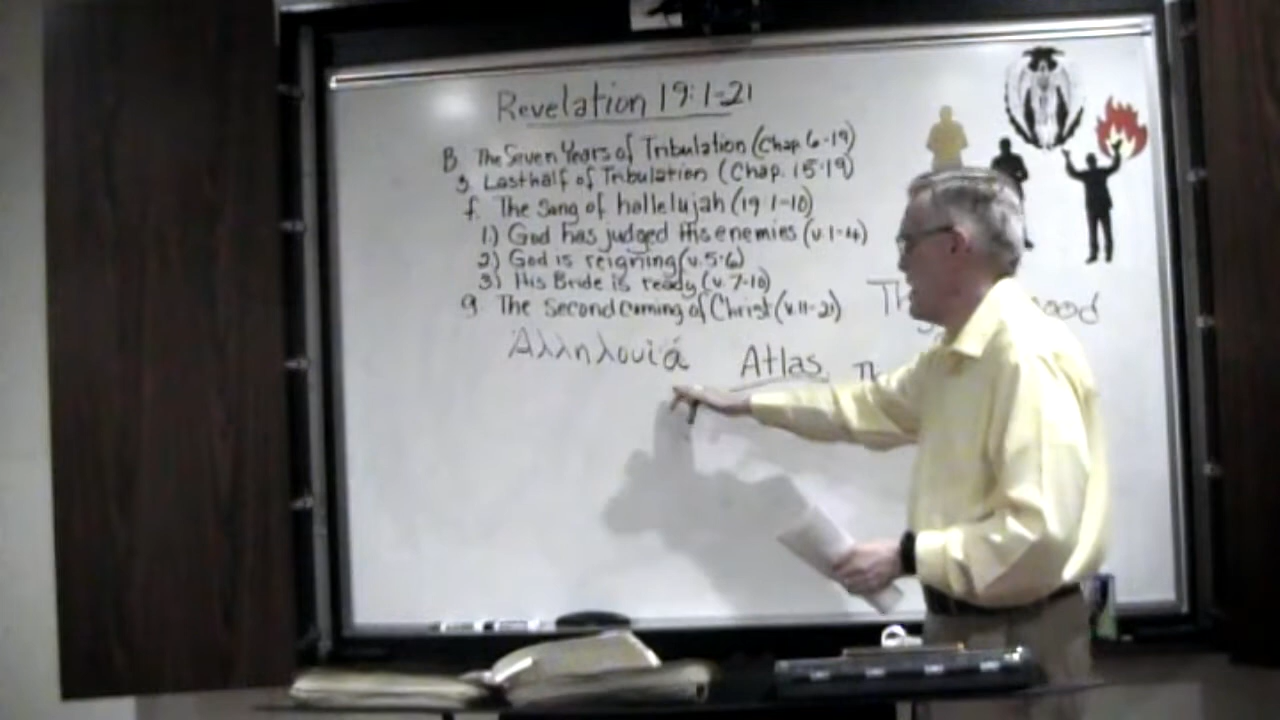 Revelation 19:1-21
B. The Seven Years of Tribulation (Chap 6-19)
3. Last half of Tribulation (Chap. 15-19)
f. The Song of hallelujah (19:1-10)
1.) God has judged His enemies (v.1-4)
2) God is reigning (v.5-6)
3) His Bride is ready (v.7-10)
g The Second Coming of Christ (v.11-21)
Αλληλουϊά Atlas